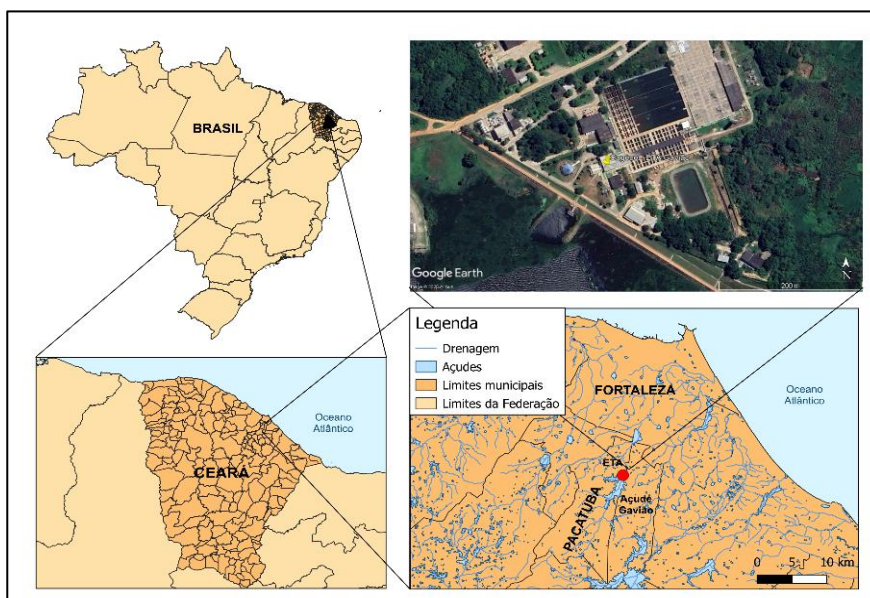 BRASIL
Google Earth
N
200 m
Legenda
Drenagem
Açudes
Limites municipais
Limites da Federação
Oceano
Atlântico
CEARÁ
FORTALEZA
Oceano
Atlântico
ETA
PACATUBA
Açude
Gavião
0
5
10 km